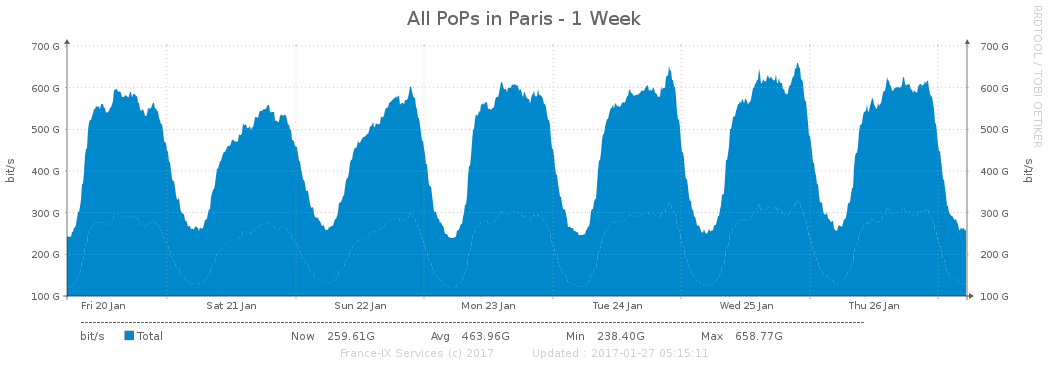 All PoPs in Paris - 1 Week
RRDTOOL / TOBI OETIKER
700 G 700 G
600 G 600 G
500 G 500 G
400 G 400 G
300 G 300 G
200 G 200 G
100 G 100 G
bit/s bit/s
Fri 20 Jan Sat 21 Jan Sun 22 Jan Mon 23 Jan Tue 24 Jan Wed 25 Jan Thu 26 Jan
bit/s Total Now 259.61G Avg 463.96G Min 238.40G Max 658.77G
France-IX Services (c) 2017 Updated : 2017-01-27 05:15:11